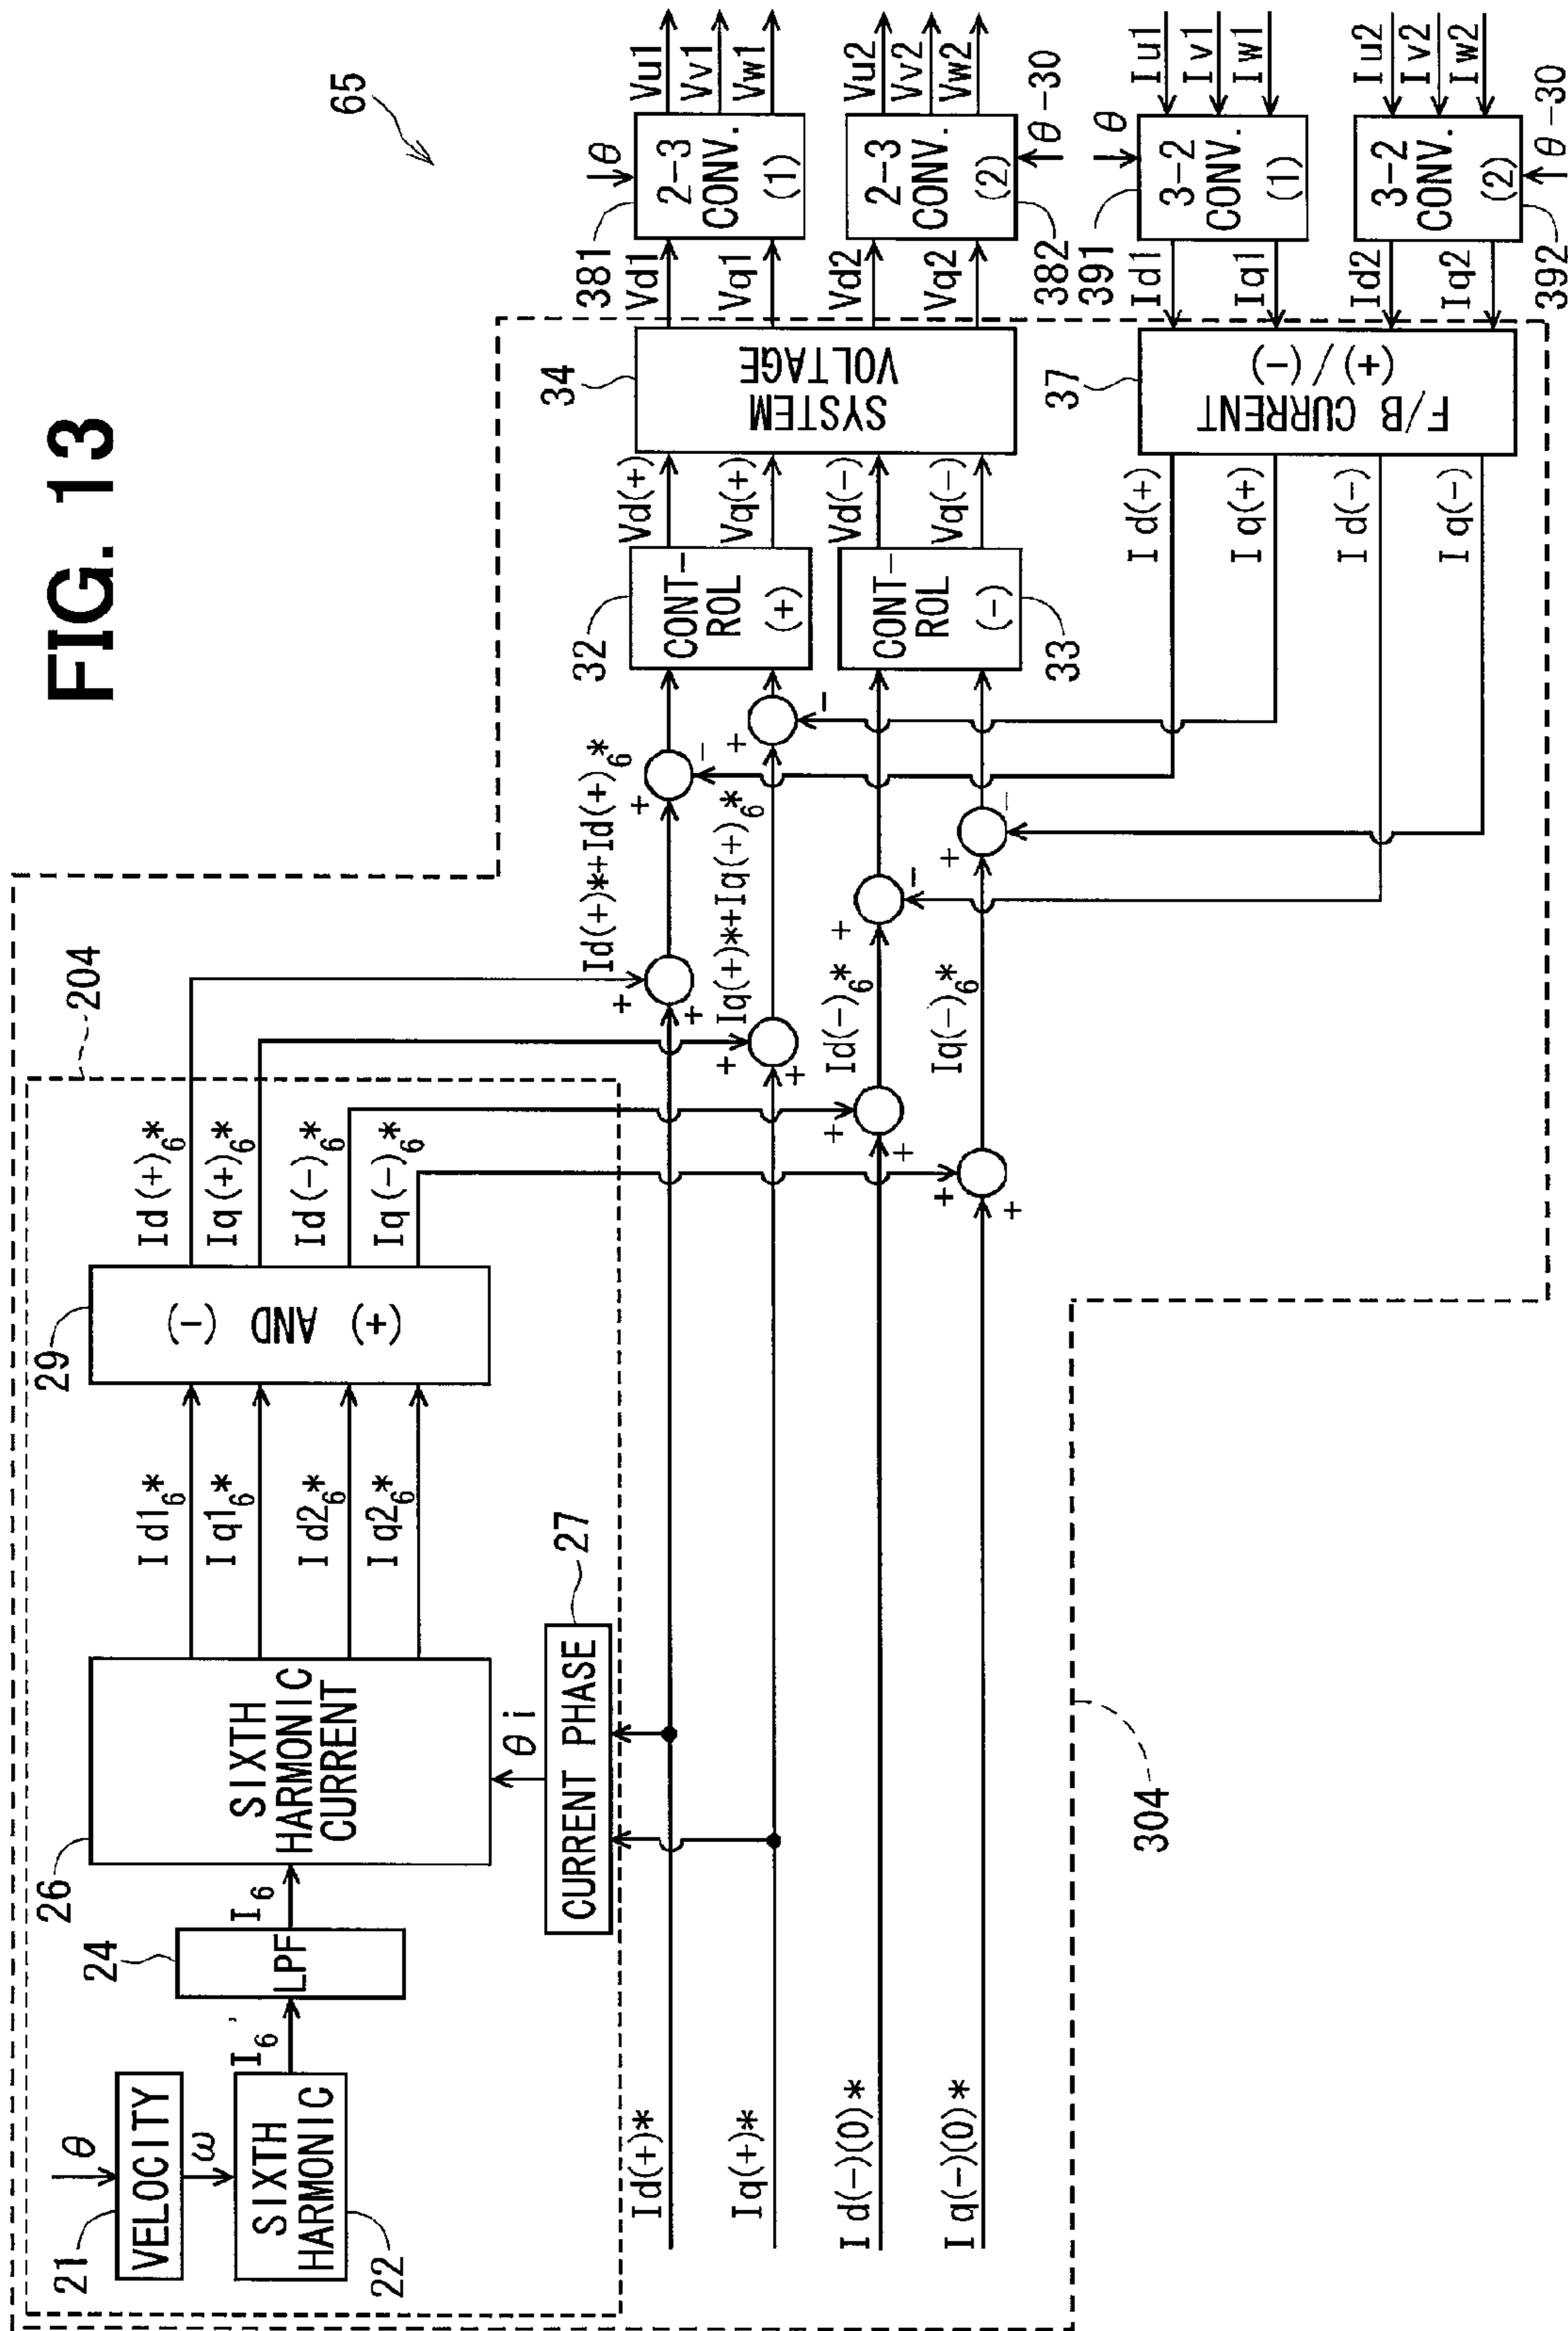 FIG. 13
65
204
θ
21
VELOCITY
ω
SIXTH
HARMONIC
22
I6'
24
LPF
I6
26
SIXTH
HARMONIC
CURRENT
θi
CURRENT PHASE
27
Id16*
Iq16*
Id26*
Iq26*
29
(+) AND (-)
Id(+)6*
Iq(+)6*
Id(-)6*
Iq(-)6*
Id(+)*
Iq(+)*
Id(-)(0)*
Iq(-)(0)*
+
+
+
+
+
+
+
+
Id(+)*+Id(+)6*
Iq(+)*+Iq(+)6*
Id(-)6*
Iq(-)6*
+
-
+
-
+
-
+
-
32
CONT-
ROL
(+)
CONT-
ROL
(-)
33
Vd(+)
Vq(+)
Vd(-)
Vq(-)
34
SYSTEM
VOLTAGE
Vd1
Vq1
Vd2
Vq2
381
θ
2-3
CONV.
(1)
2-3
CONV.
(2)
382
θ-30
Vu1
Vv1
Vw1
Vu2
Vv2
Vw2
Id(+)
Iq(+)
Id(-)
Iq(-)
37
F/B CURRENT
(+)/(-)
Id1
Iq1
Id2
Iq2
391
θ
3-2
CONV.
(1)
3-2
CONV.
(2)
392
θ-30
Iu1
Iv1
Iw1
Iu2
Iv2
Iw2
304